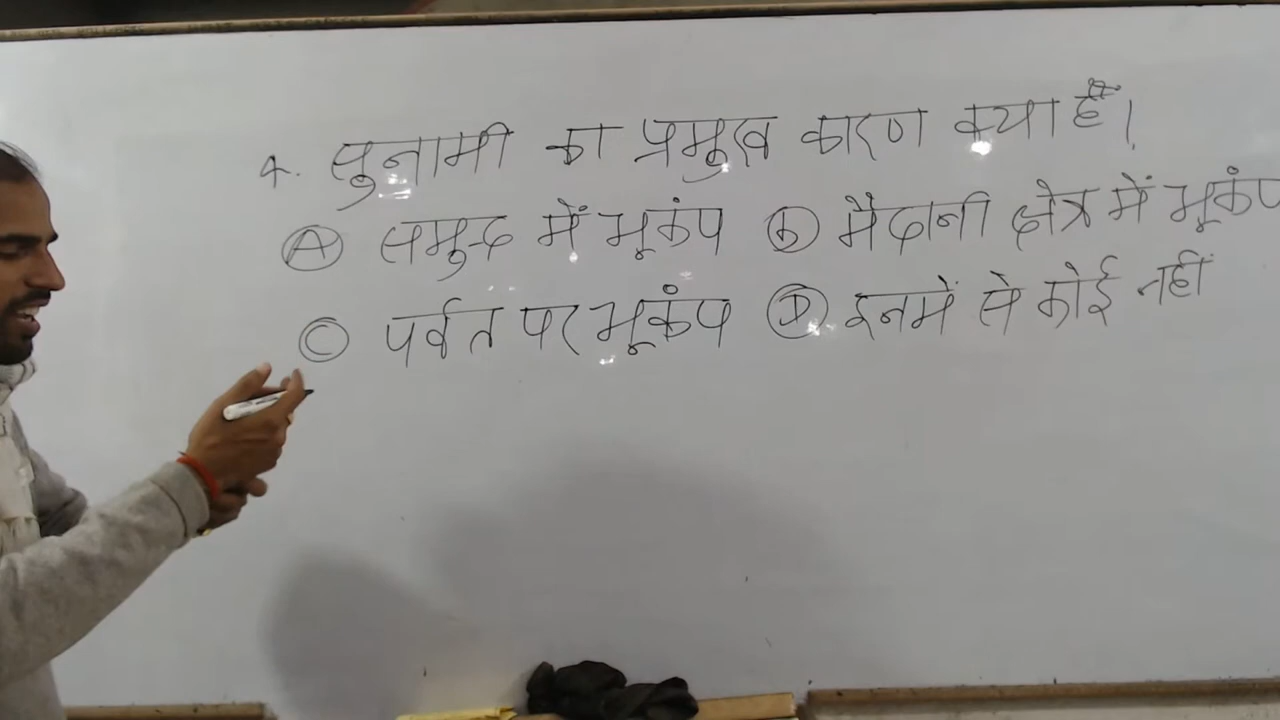 4. सुनामी का प्रमुख कारण क्या हैं।
Ⓐ समुद्र में भूकंप Ⓑ मैदानी क्षेत्र में भूकंप
Ⓒ पर्वत पर भूकंप Ⓓ इनमें से कोई नहीं